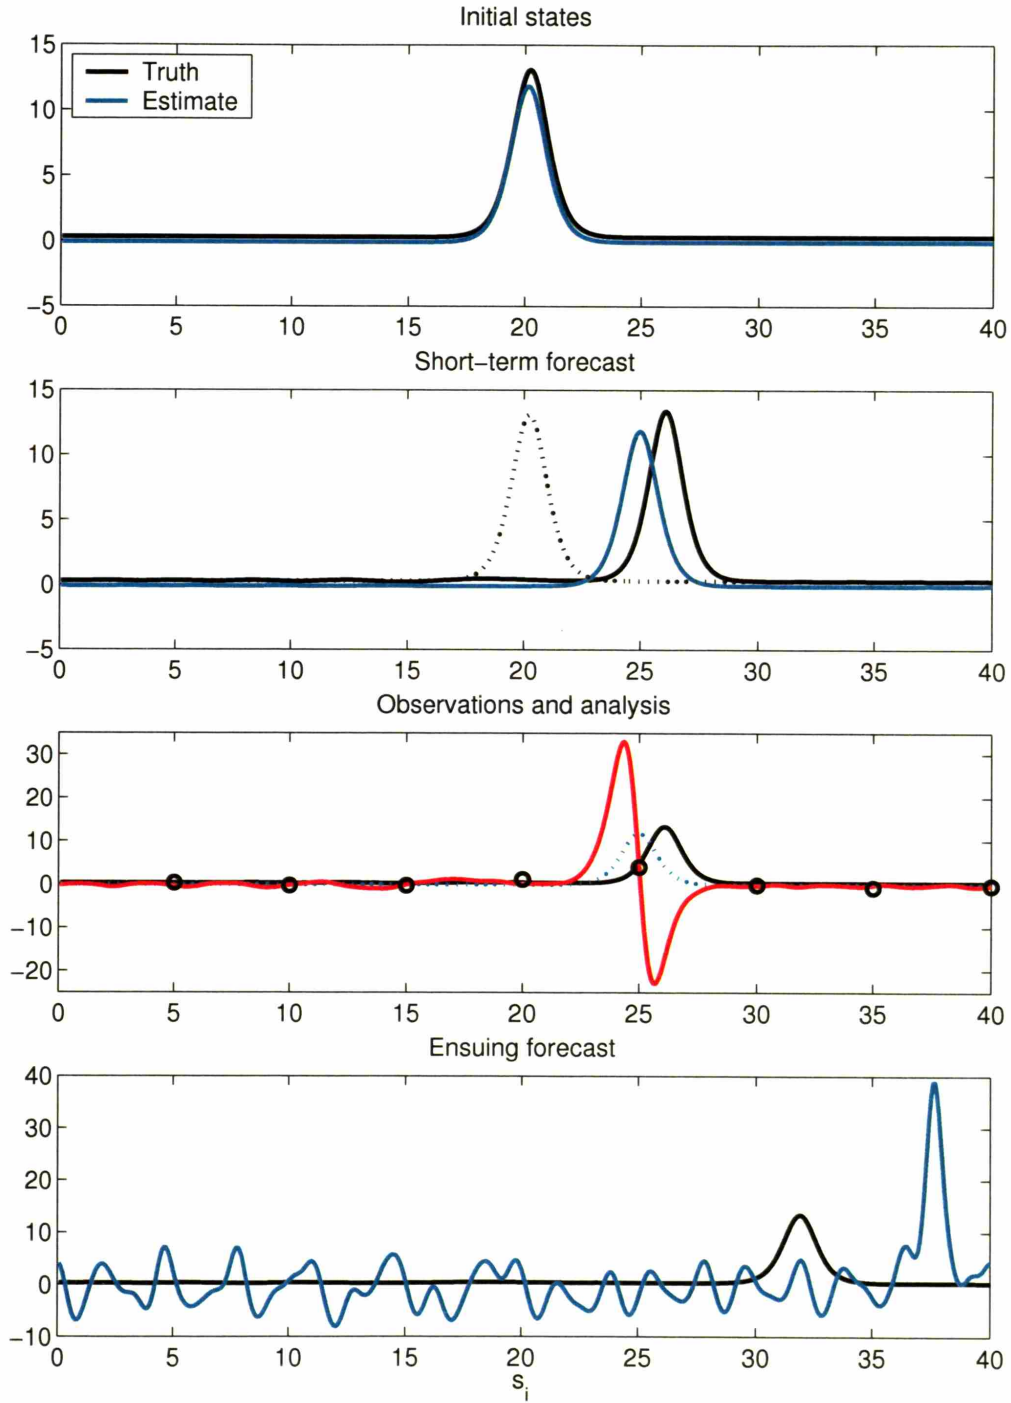 Initial states
15
10
5
0
−5
Truth
Estimate
0 5 10 15 20 25 30 35 40
Short−term forecast
15
10
5
0
−5
0 5 10 15 20 25 30 35 40
Observations and analysis
30
20
10
0
−10
−20
0 5 10 15 20 25 30 35 40
Ensuing forecast
40
30
20
10
0
−10
0 5 10 15 20 25 30 35 40
s_i